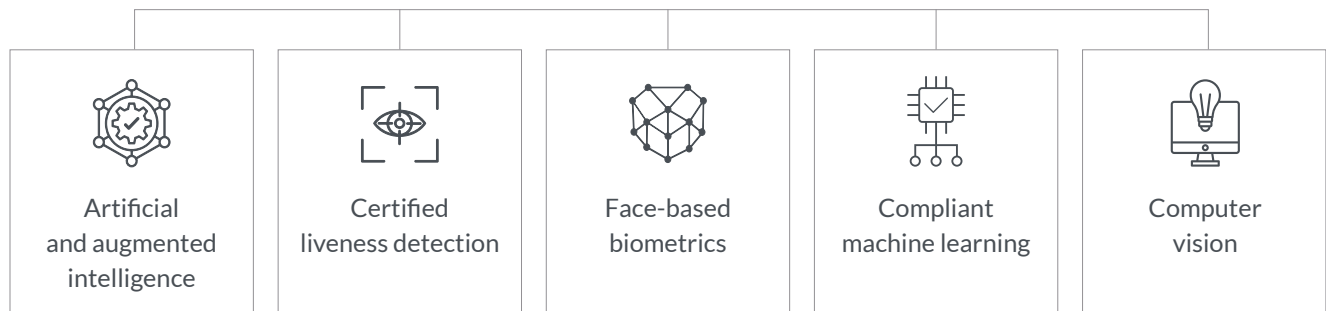 Artificial
and augmented
intelligence
Certified
liveness detection
Face-based
biometrics
Compliant
machine learning
Computer
vision